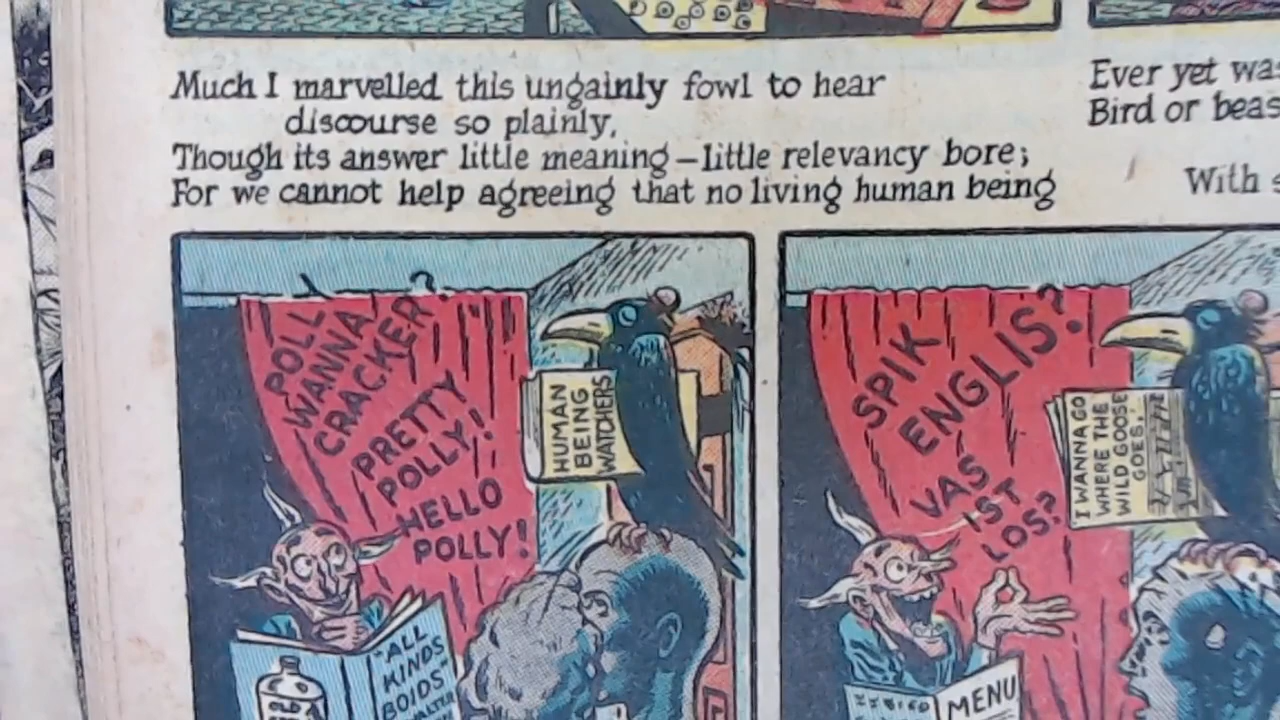 Much I marvelled this ungainly fowl to hear
discourse so plainly,
Though its answer little meaning—little relevancy bore;
For we cannot help agreeing that no living human being
Ever yet
Bird or
With
POLL
WANNA
CRACKER?
PRETTY
POLLY!!
HELLO
POLLY!
HUMAN
BEING
WATCHERS
"ALL
KINDS
BOIDS"
SPIK
ENGLIS?
VAS
IST
LOS?
I WANNA GO
WHERE THE
WILD GOOSE
GOES.
MENU